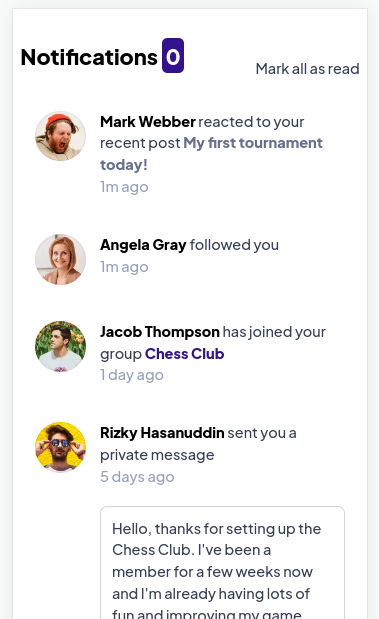 Notifications 0
Mark all as read
Mark Webber reacted to your
recent post My first tournament
today!
1m ago
Angela Gray followed you
1m ago
Jacob Thompson has joined your
group Chess Club
1 day ago
Rizky Hasanuddin sent you a
private message
5 days ago
Hello, thanks for setting up the
Chess Club. I've been a
member for a few weeks now
and I'm already having lots of
fun and improving my game.